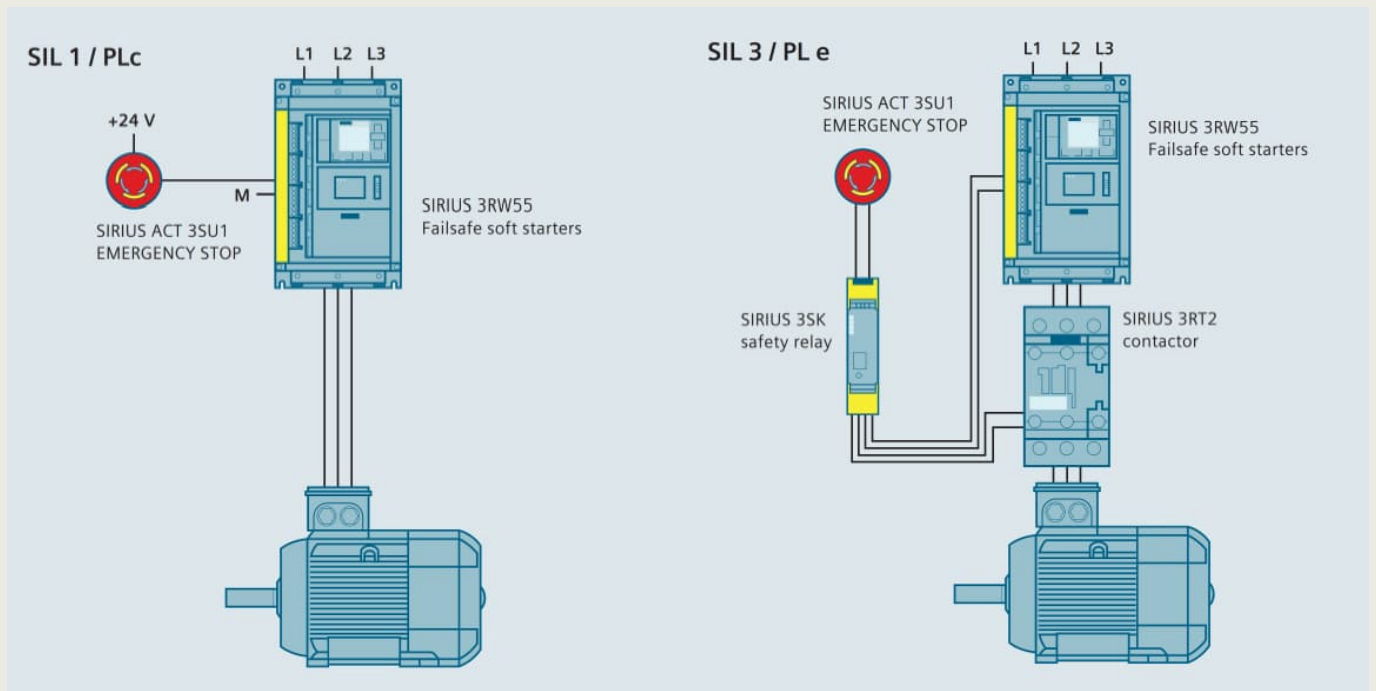 SIL 1 / PLc
L1 L2 L3
+24 V
M
SIRIUS ACT 3SU1
EMERGENCY STOP
SIRIUS 3RW55
Failsafe soft starters
SIL 3 / PL e
L1 L2 L3
SIRIUS ACT 3SU1
EMERGENCY STOP
SIRIUS 3RW55
Failsafe soft starters
SIRIUS 3SK
safety relay
SIRIUS 3RT2
contactor